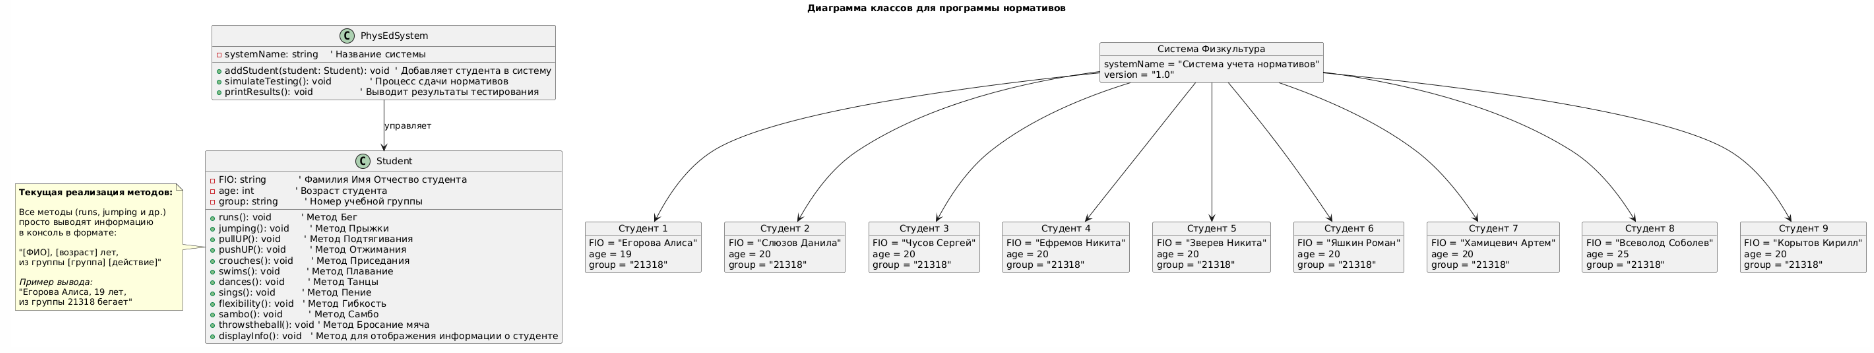 Диаграмма классов для программы нормативов
C PhysEdSystem
systemName: string ' Название системы
addStudent(student: Student): void ' Добавляет студента в систему
simulateTesting(): void ' Процесс сдачи нормативов
printResults(): void ' Выводит результаты тестирования
управляет
C Student
FIO: string ' Фамилия Имя Отчество студента
age: int ' Возраст студента
group: string ' Номер учебной группы
runs(): void ' Метод Бег
jumping(): void ' Метод Прыжки
pullUP(): void ' Метод Подтягивания
pushUP(): void ' Метод Отжимания
crouches(): void ' Метод Приседания
swims(): void ' Метод Плавание
dances(): void ' Метод Танцы
sings(): void ' Метод Пение
flexibility(): void ' Метод Гибкость
sambo(): void ' Метод Самбо
throwstheball(): void ' Метод Бросание мяча
displayInfo(): void ' Метод для отображения информации о студенте
Текущая реализация методов:
Все методы (runs, jumping и др.)
просто выводят информацию
в консоль в формате:
"[ФИО], [возраст] лет,
из группы [группа] [действие]"
Пример вывода:
"Егорова Алиса, 19 лет,
из группы 21318 бегает"
Система Физкультура
systemName = "Система учета нормативов"
version = "1.0"
Студент 1
FIO = "Егорова Алиса"
age = 19
group = "21318"
Студент 2
FIO = "Слюзов Данила"
age = 20
group = "21318"
Студент 3
FIO = "Чусов Сергей"
age = 20
group = "21318"
Студент 4
FIO = "Ефремов Никита"
age = 20
group = "21318"
Студент 5
FIO = "Зверев Никита"
age = 20
group = "21318"
Студент 6
FIO = "Яшкин Роман"
age = 20
group = "21318"
Студент 7
FIO = "Хамицевич Артем"
age = 20
group = "21318"
Студент 8
FIO = "Всеволод Соболев"
age = 25
group = "21318"
Студент 9
FIO = "Корытов Кирилл"
age = 20
group = "21318"